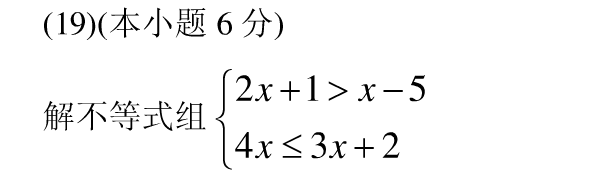 (19)(本小题 6 分)
解不等式组 {2x+1 > x−5
4x ≤ 3x+2